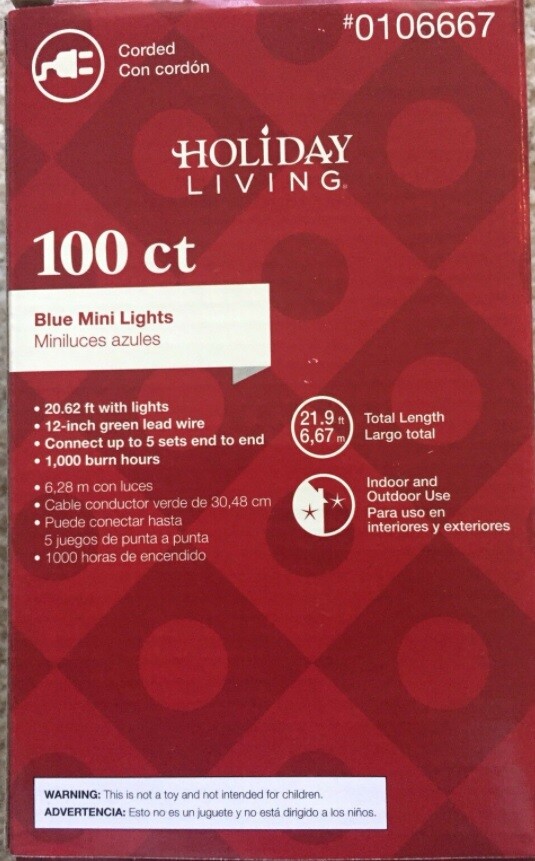 #0106667
Corded
Con cordón
HOLiDAY
LIVING®
100 ct
Blue Mini Lights
Miniluces azules
• 20.62 ft with lights
• 12-inch green lead wire
• Connect up to 5 sets end to end
• 1,000 burn hours
• 6,28 m con luces
• Cable conductor verde de 30,48 cm
• Puede conectar hasta
5 juegos de punta a punta
• 1000 horas de encendido
21.9 ft
6,67 m
Total Length
Largo total
Indoor and
Outdoor Use
Para uso en
interiores y exteriores
WARNING: This is not a toy and not intended for children.
ADVERTENCIA: Esto no es un juguete y no está dirigido a los niños.